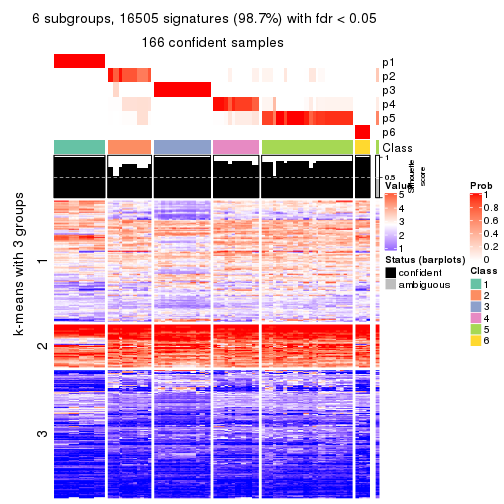 6 subgroups, 16505 signatures (98.7%) with fdr < 0.05
166 confident samples
p1
p2
p3
p4
p5
p6
Class
1
0.5
0
Silhouette
score
k-means with 3 groups
1
2
3
Value
5
4
3
2
1
Status (barplots)
confident
ambiguous
Prob
1
0.8
0.6
0.4
0.2
0
Class
1
2
3
4
5
6